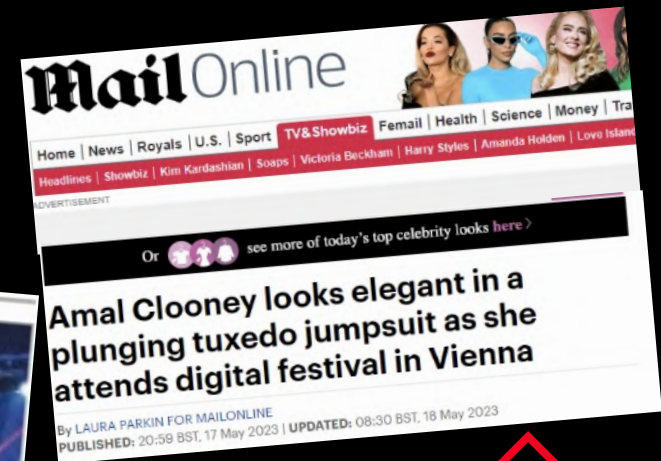 Mail Online
Home | News | Royals | U.S. | Sport | TV&Showbiz | Femail | Health | Science | Money | Tra
Headlines | Showbiz | Kim Kardashian | Soaps | Victoria Beckham | Harry Styles | Amanda Holden | Love Island
ADVERTISEMENT
Or see more of today's top celebrity looks here >
Amal Clooney looks elegant in a
plunging tuxedo jumpsuit as she
attends digital festival in Vienna
By LAURA PARKIN FOR MAILONLINE
PUBLISHED: 20:59 BST, 17 May 2023 | UPDATED: 08:30 BST, 18 May 2023